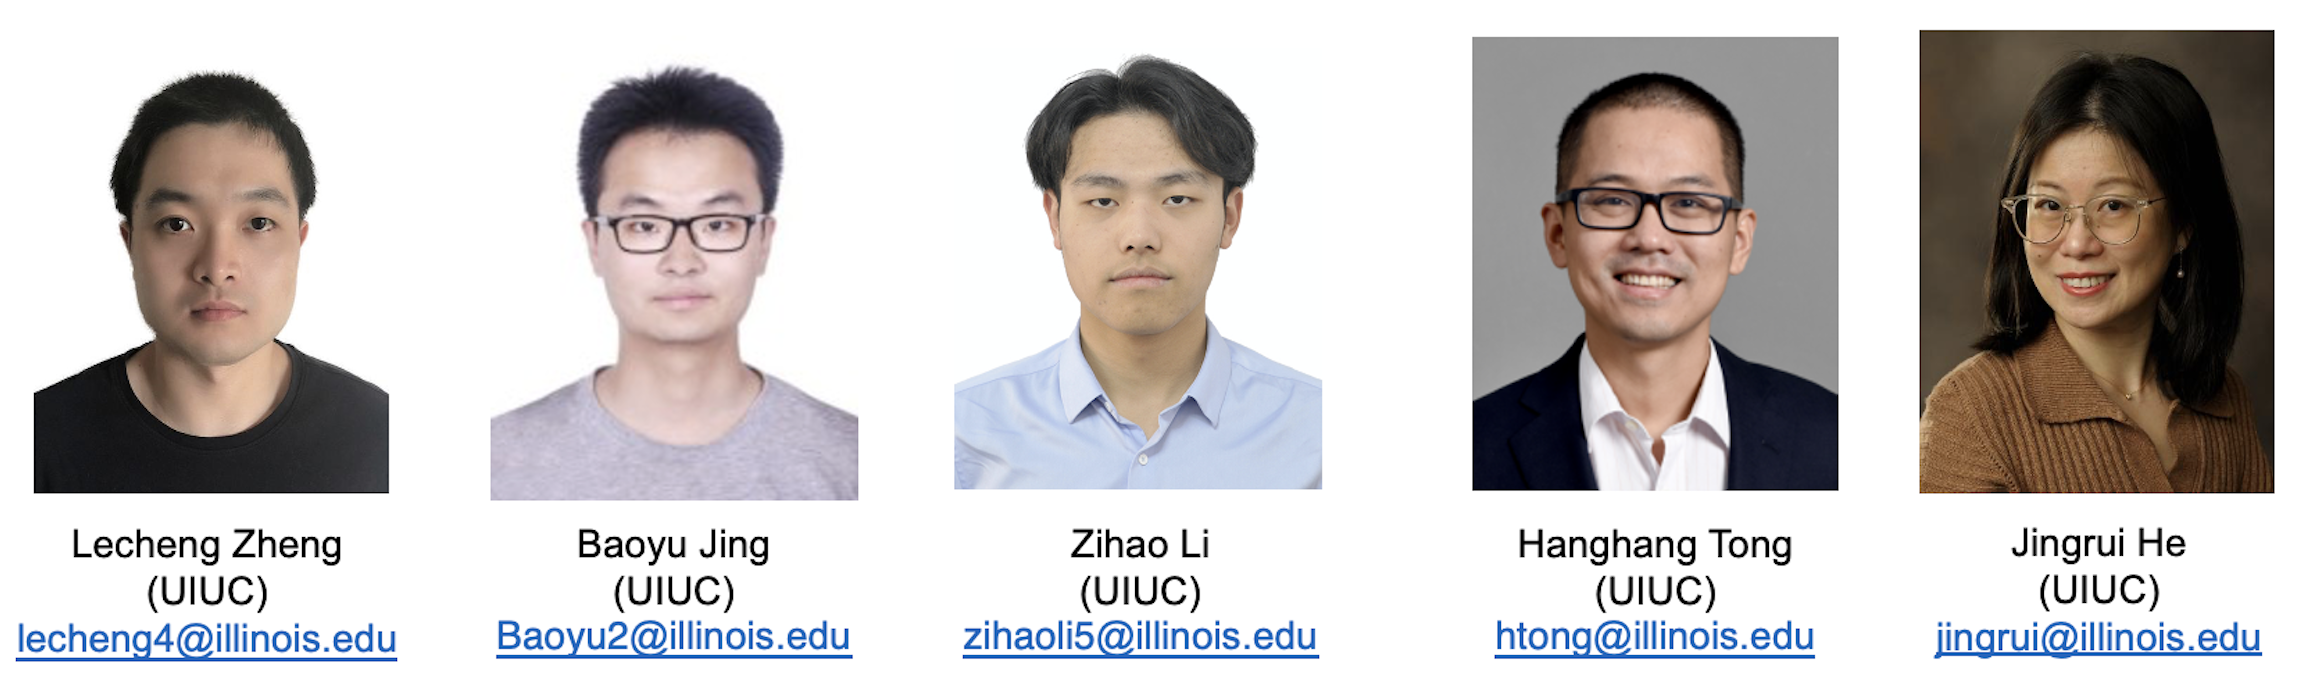 Lecheng Zheng
(UIUC)
lecheng4@illinois.edu
Baoyu Jing
(UIUC)
Baoyu2@illinois.edu
Zihao Li
(UIUC)
zihaoli5@illinois.edu
Hanghang Tong
(UIUC)
htong@illinois.edu
Jingrui He
(UIUC)
jingrui@illinois.edu